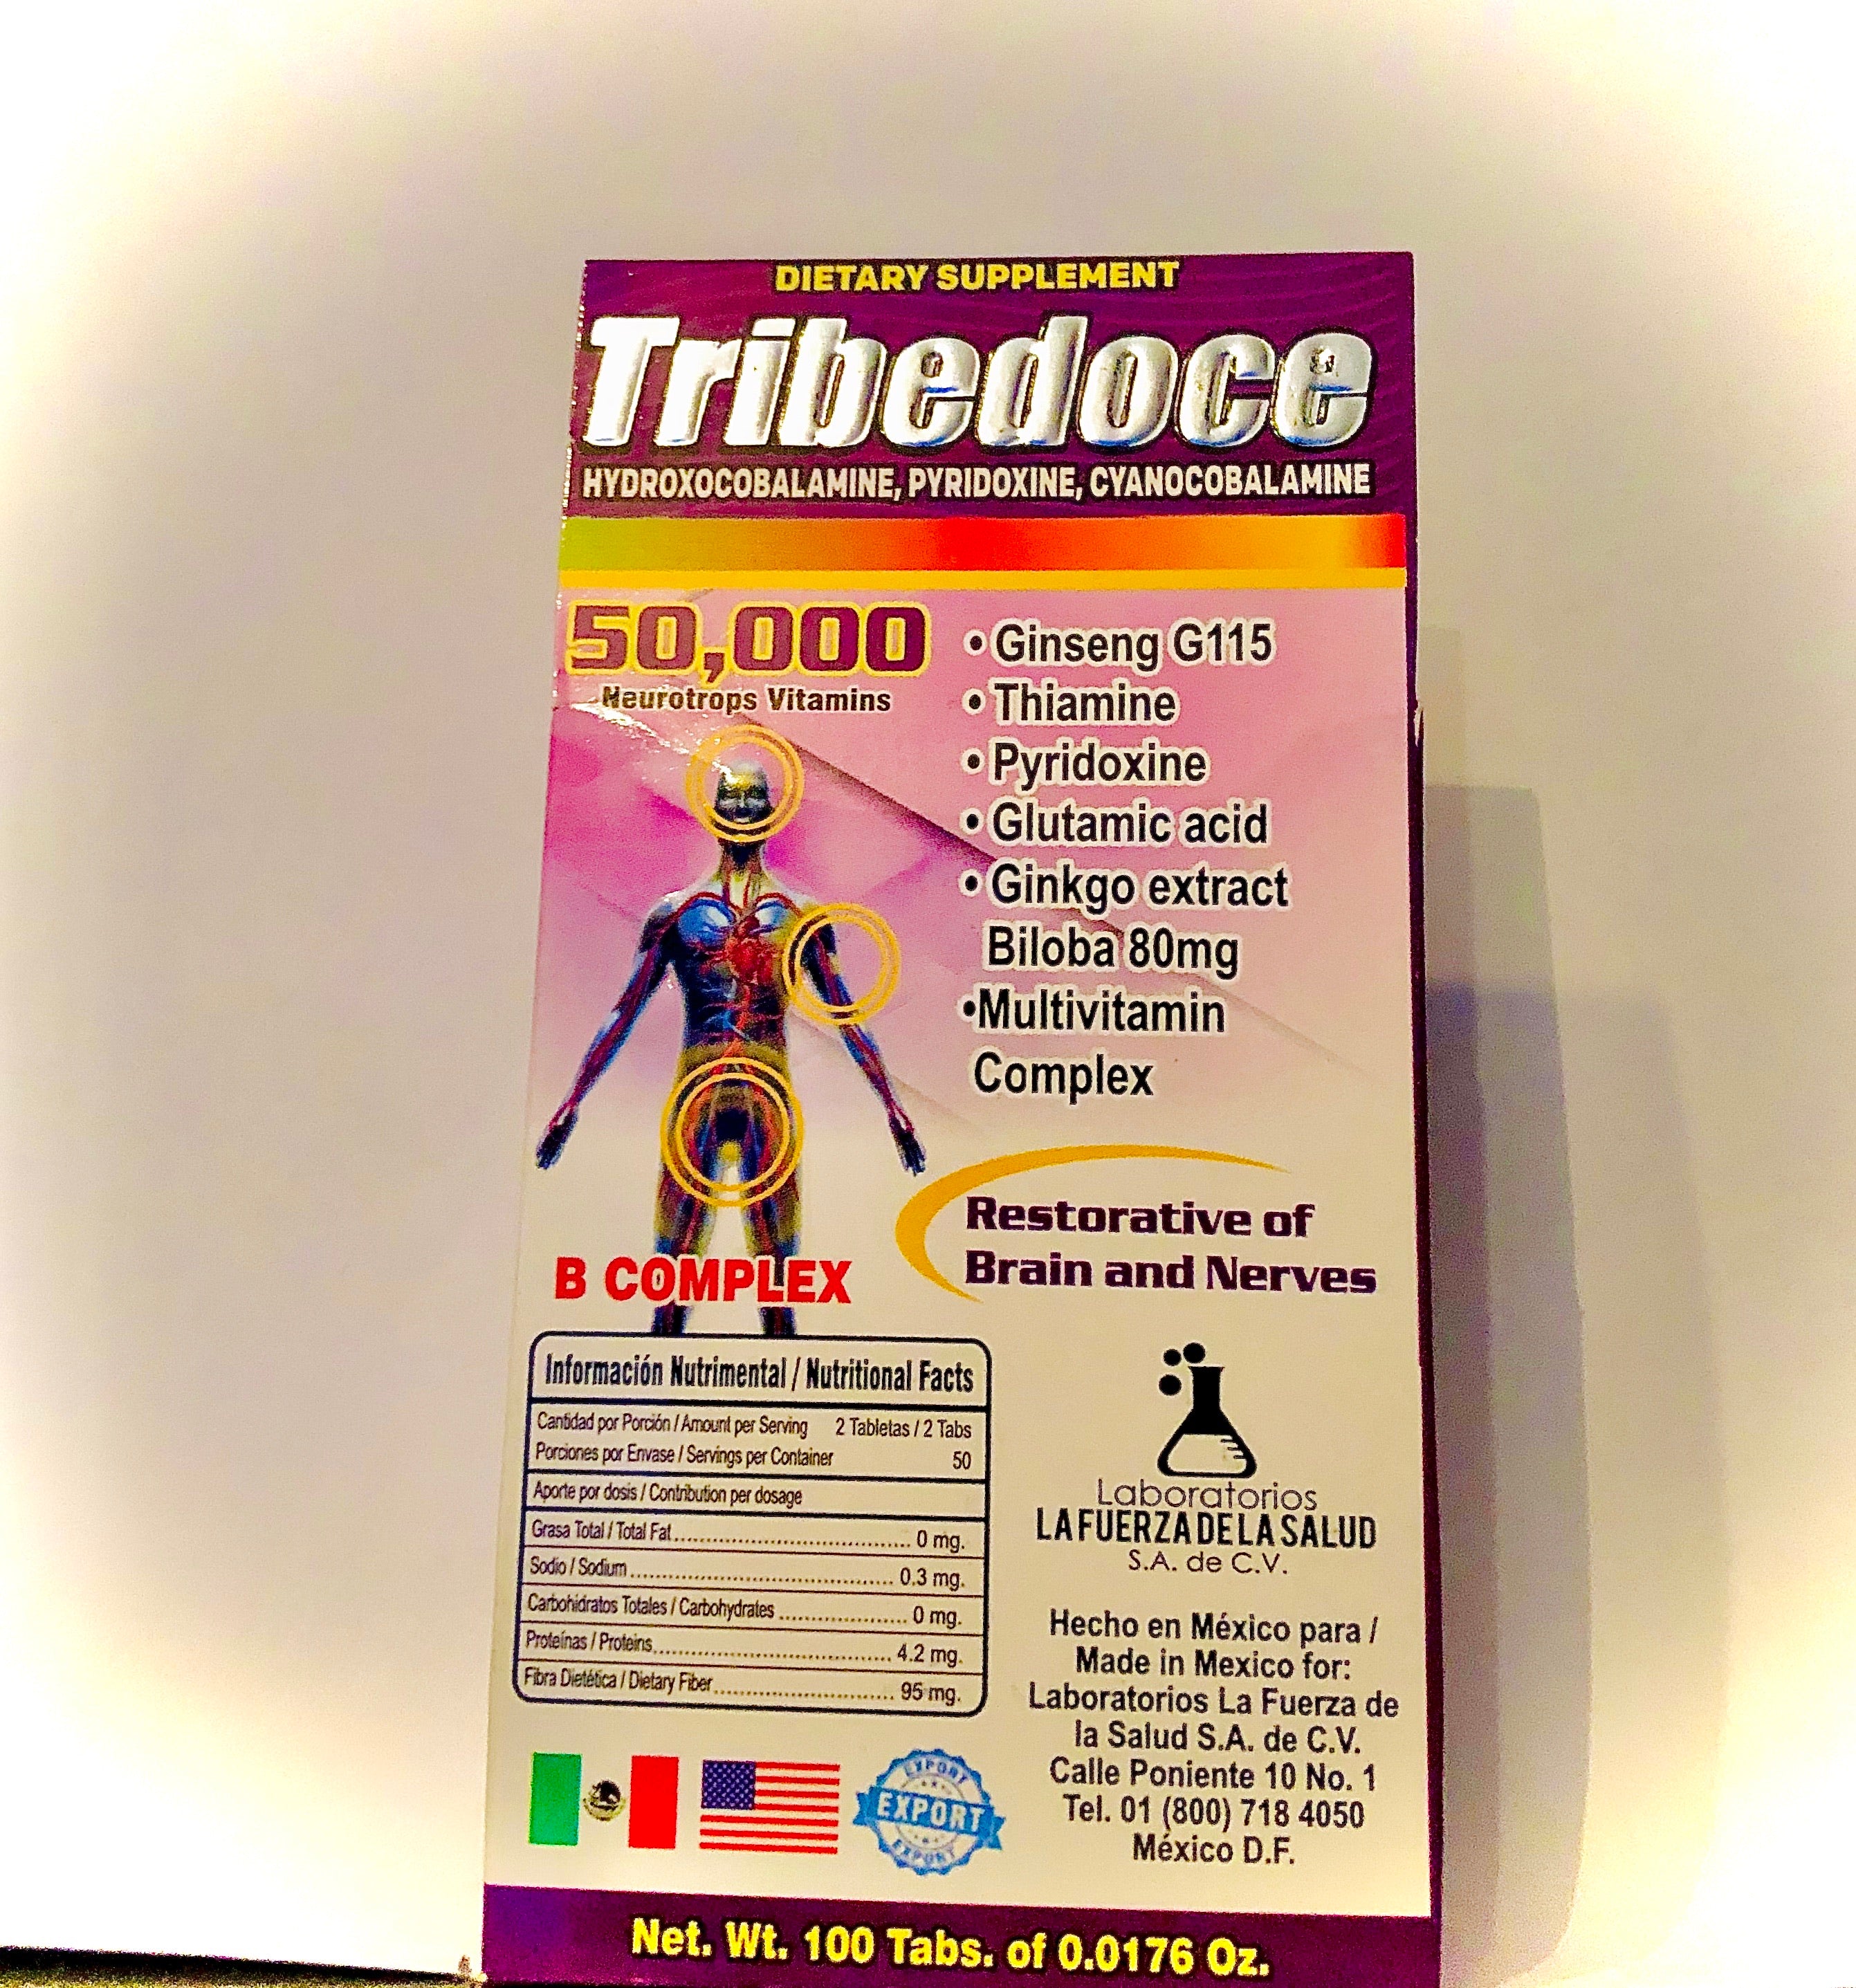 DIETARY SUPPLEMENT
Tribedoce
HYDROXOCOBALAMINE, PYRIDOXINE, CYANOCOBALAMINE
50,000
Neurotrops Vitamins
• Ginseng G115
• Thiamine
• Pyridoxine
• Glutamic acid
• Ginkgo extract
Biloba 80mg
•Multivitamin
Complex
Restorative of
Brain and Nerves
B COMPLEX
Información Nutrimental / Nutritional Facts
Cantidad por Porción / Amount per Serving 2 Tabletas / 2 Tabs
Porciones por Envase / Servings per Container 50
Aporte por dosis / Contribution per dosage
Grasa Total / Total Fat 0 mg.
Sodio / Sodium 0.3 mg.
Carbohidratos Totales / Carbohydrates 0 mg.
Proteínas / Proteins 4.2 mg.
Fibra Dietética / Dietary Fiber 95 mg.
Laboratorios
LA FUERZA DE LA SALUD
S.A. de C.V.
Hecho en México para /
Made in Mexico for:
Laboratorios La Fuerza de
la Salud S.A. de C.V.
Calle Poniente 10 No. 1
Tel. 01 (800) 718 4050
México D.F.
EXPORT
EXPORT
EXPORT
Net. Wt. 100 Tabs. of 0.0176 Oz.